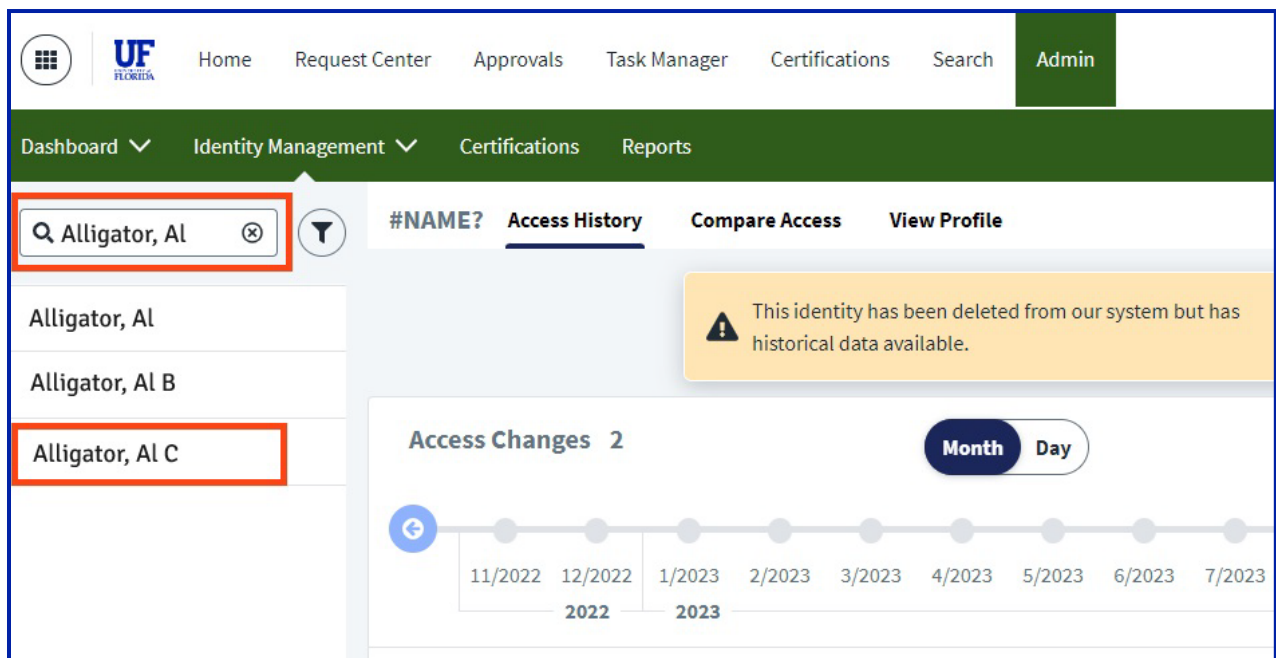 UF Home Request Center Approvals Task Manager Certifications Search Admin
UNIVERSITY of
FLORIDA
Dashboard Identity Management Certifications Reports
Alligator, Al
#NAME? Access History Compare Access View Profile
Alligator, Al
Alligator, Al B
Alligator, Al C
This identity has been deleted from our system but has
historical data available.
Access Changes 2
Month Day
11/2022 12/2022 1/2023 2/2023 3/2023 4/2023 5/2023 6/2023 7/2023
2022 2023